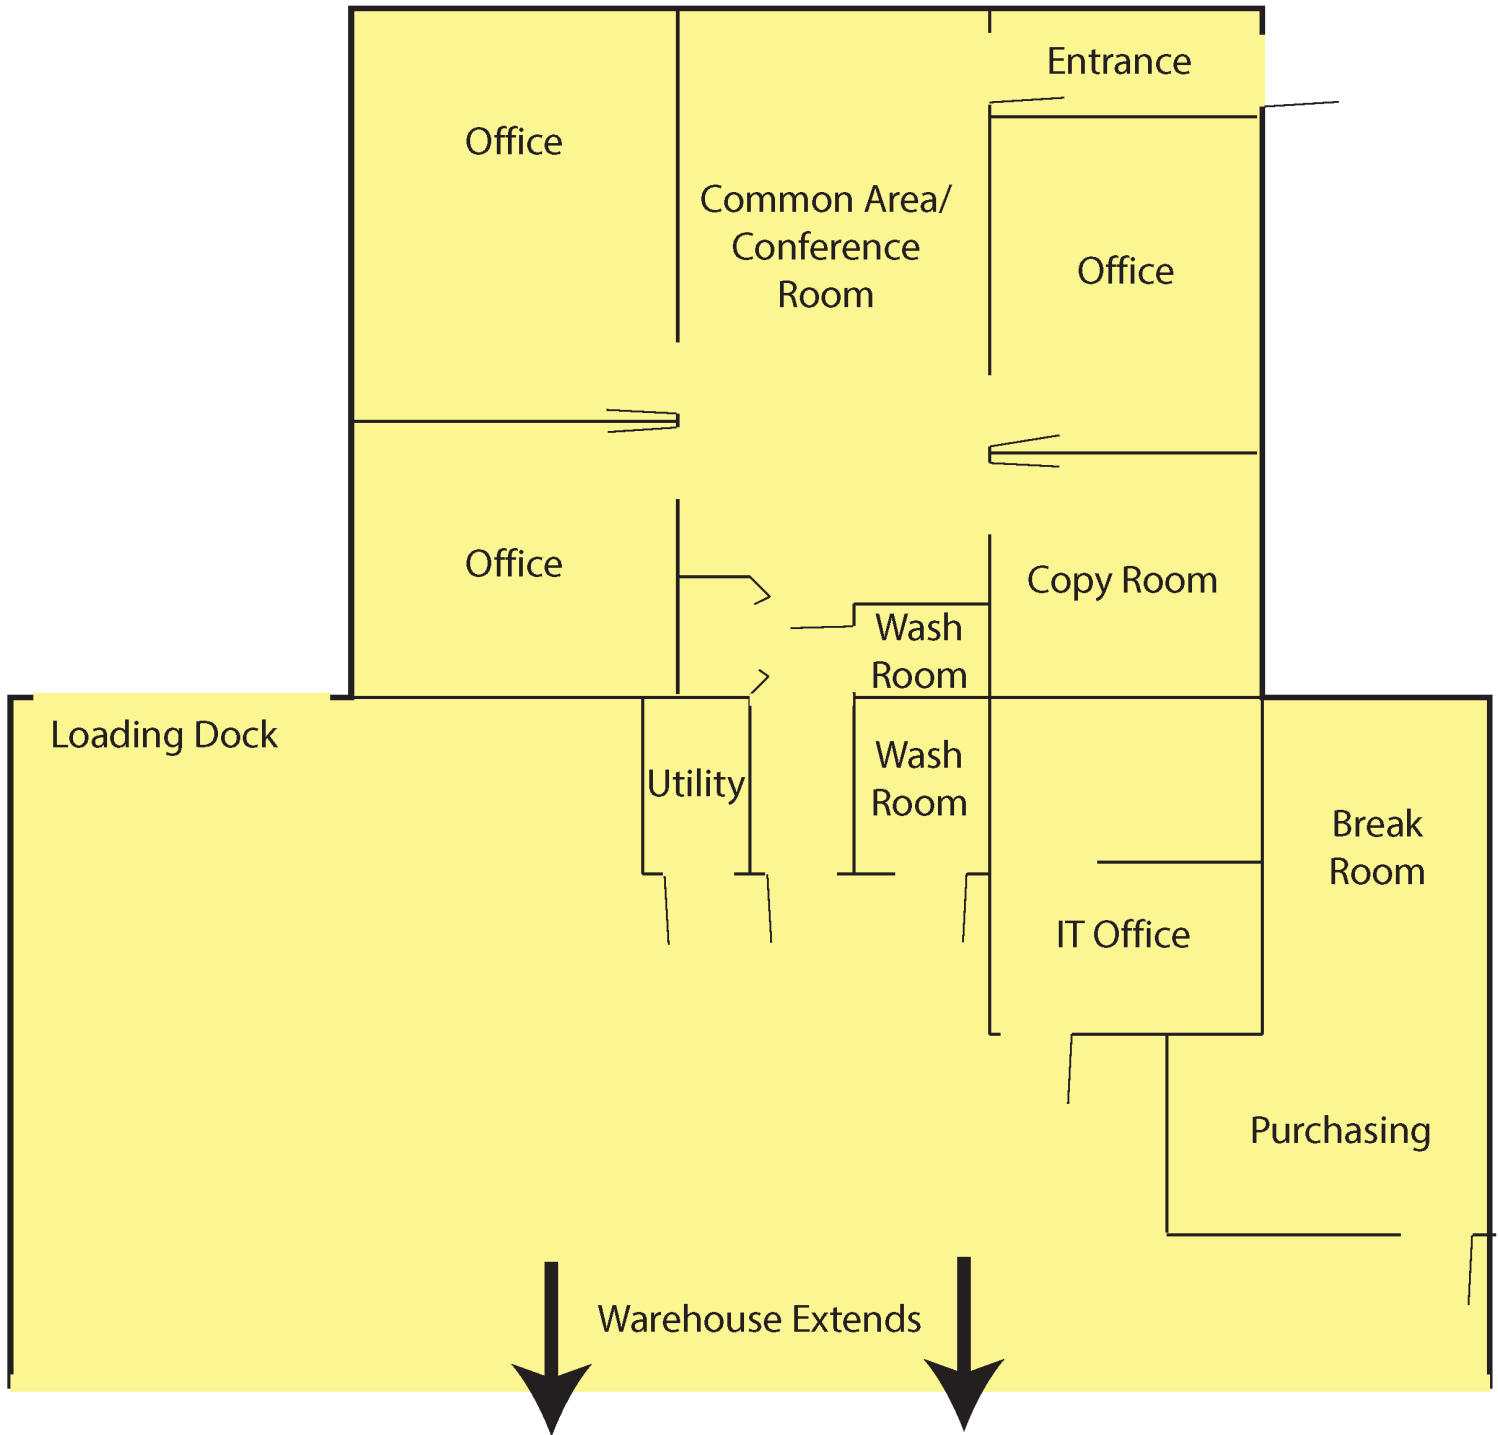 Entrance
Office
Common Area/
Conference
Room
Office
Office
Copy Room
Wash
Room
Loading Dock
Utility
Wash
Room
Break
Room
IT Office
Purchasing
Warehouse Extends